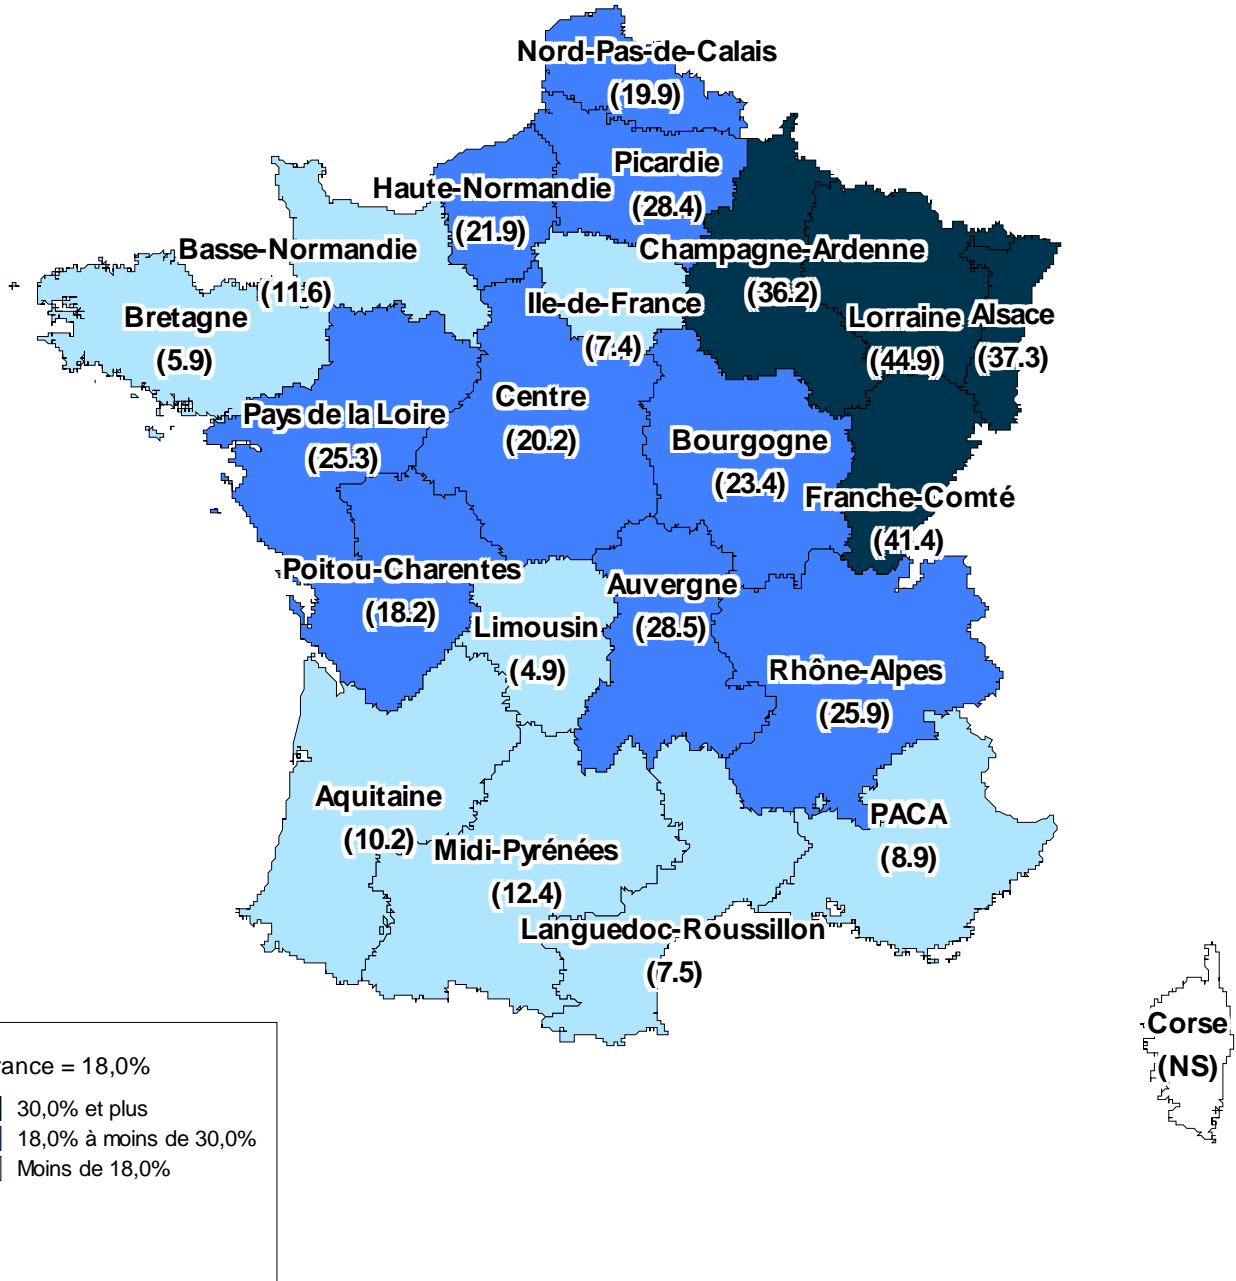 Nord-Pas-de-Calais
(19.9)
Picardie
(28.4)
Haute-Normandie
(21.9)
Basse-Normandie
(11.6)
Champagne-Ardenne
(36.2)
Ile-de-France
(7.4)
Bretagne
(5.9)
Lorraine
(44.9)
Alsace
(37.3)
Centre
(20.2)
Pays de la Loire
(25.3)
Bourgogne
(23.4)
Franche-Comté
(41.4)
Poitou-Charentes
(18.2)
Auvergne
(28.5)
Limousin
(4.9)
Rhône-Alpes
(25.9)
Aquitaine
(10.2)
PACA
(8.9)
Midi-Pyrénées
(12.4)
Languedoc-Roussillon
(7.5)
Corse
(NS)
rance = 18,0%
30,0% et plus
18,0% à moins de 30,0%
Moins de 18,0%